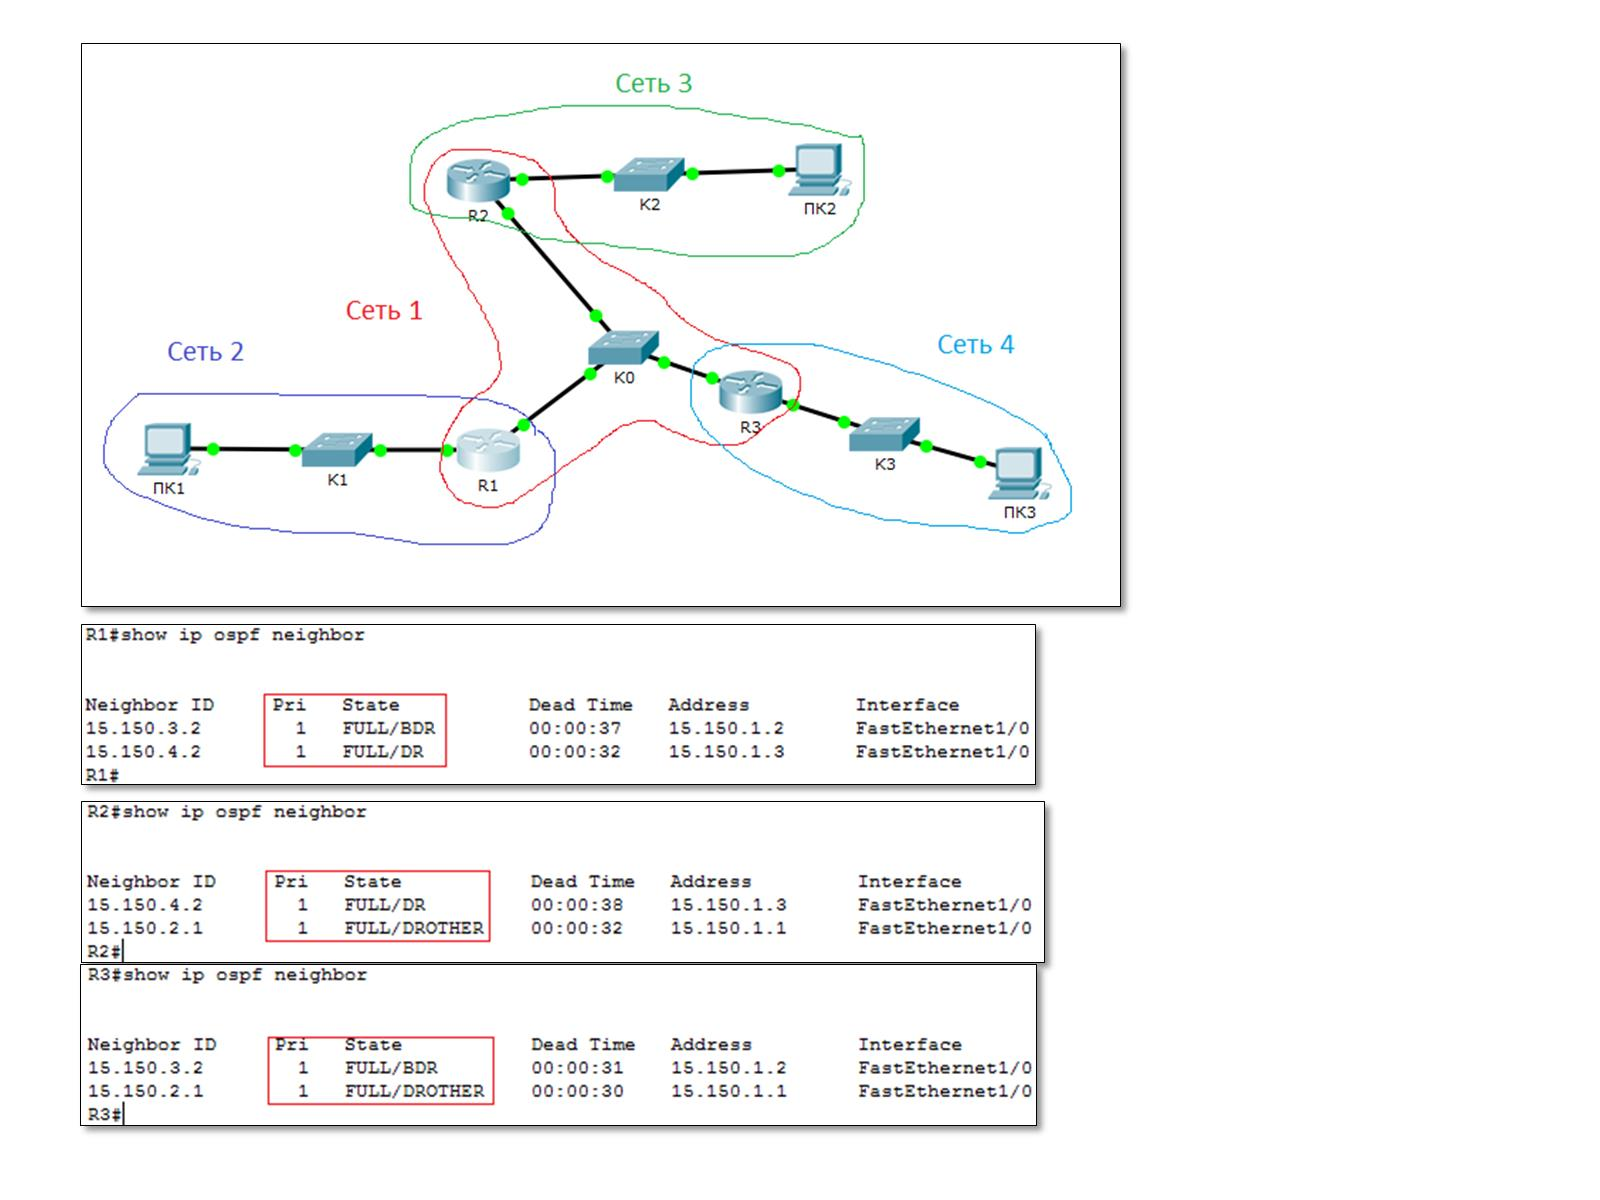 Сеть 3
R2
К2
ПК2
Сеть 1
Сеть 2
Сеть 4
К0
R3
ПК1
К1
R1
К3
ПК3
R1#show ip ospf neighbor
Neighbor ID Pri State Dead Time Address Interface
15.150.3.2 1 FULL/BDR 00:00:37 15.150.1.2 FastEthernet1/0
15.150.4.2 1 FULL/DR 00:00:32 15.150.1.3 FastEthernet1/0
R1#
R2#show ip ospf neighbor
Neighbor ID Pri State Dead Time Address Interface
15.150.4.2 1 FULL/DR 00:00:38 15.150.1.3 FastEthernet1/0
15.150.2.1 1 FULL/DROTHER 00:00:32 15.150.1.1 FastEthernet1/0
R2#
R3#show ip ospf neighbor
Neighbor ID Pri State Dead Time Address Interface
15.150.3.2 1 FULL/BDR 00:00:31 15.150.1.2 FastEthernet1/0
15.150.2.1 1 FULL/DROTHER 00:00:30 15.150.1.1 FastEthernet1/0
R3#